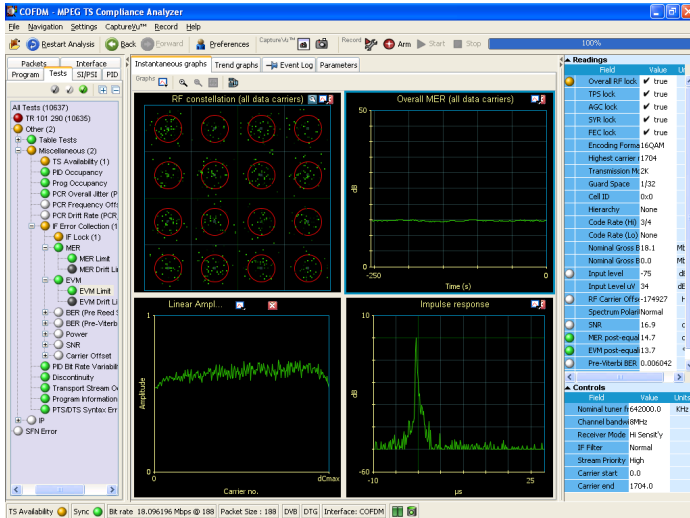 COFDM - MPEG TS Compliance Analyzer
File Navigation Settings CaptureVu™ Record Help
Restart Analysis Back Forward Preferences CaptureVu™ Record Arm Start Stop 100%
Packets Interface
Program Tests SI/PSI PID
All Tests (10637)
TR 101 290 (10635)
Other (2)
Table Tests
Miscellaneous (2)
TS Availability (1)
PID Occupancy
Prog Occupancy
PCR Overall Jitter (P
PCR Frequency Offs
PCR Drift Rate (PCR_
IF Error Collection (1
IF Lock (1)
MER
MER Limit
MER Drift Li
EVM
EVM Limit
EVM Drift Li
BER (Pre Reed S
BER (Pre-Viterb
Power
SNR
Carrier Offset
PID Bit Rate Variabili
Discontinuity
Transport Stream O
Program Information
PTS/DTS Syntax Err
IP
SFN Error
Instantaneous graphs Trend graphs Event Log Parameters
Graphs
RF constellation (all data carriers)
Overall MER (all data carriers)
50
dB
0
-250
0
Time (s)
Linear Ampl...
1
Amplitude
0
0
dCmax
Carrier no.
Impulse response
10
dB
-60
-10
25
µs
Readings
Field Value
Overall RF lock true
TPS lock true
AGC lock true
SYR lock true
FEC lock true
Encoding Forma 16QAM
Highest carrier r 1704
Transmission Mc 2K
Guard Space 1/32
Cell ID 0x0
Hierarchy None
Code Rate (Hi) 3/4
Code Rate (Lo) None
Nominal Gross B 18.1
Nominal Gross B 0.0
Input level -75
Input Level uV 34
RF Carrier Offs -174927
Spectrum Polari Normal
SNR 16.9
MER post-equal 14.7
EVM post-equali 13.7
Pre-Viterbi BER 0.006042
Controls
Field Value Units
Nominal tuner fr 642000.0 KHz
Channel bandwi 8MHz
Receiver Mode Hi Sensit'y
IF Filter Normal
Stream Priority High
Carrier start 0.0
Carrier end 1704.0
TS Availability Sync Bit rate 18.096196 Mbps @ 188 Packet Size : 188 DVB DTG Interface: COFDM